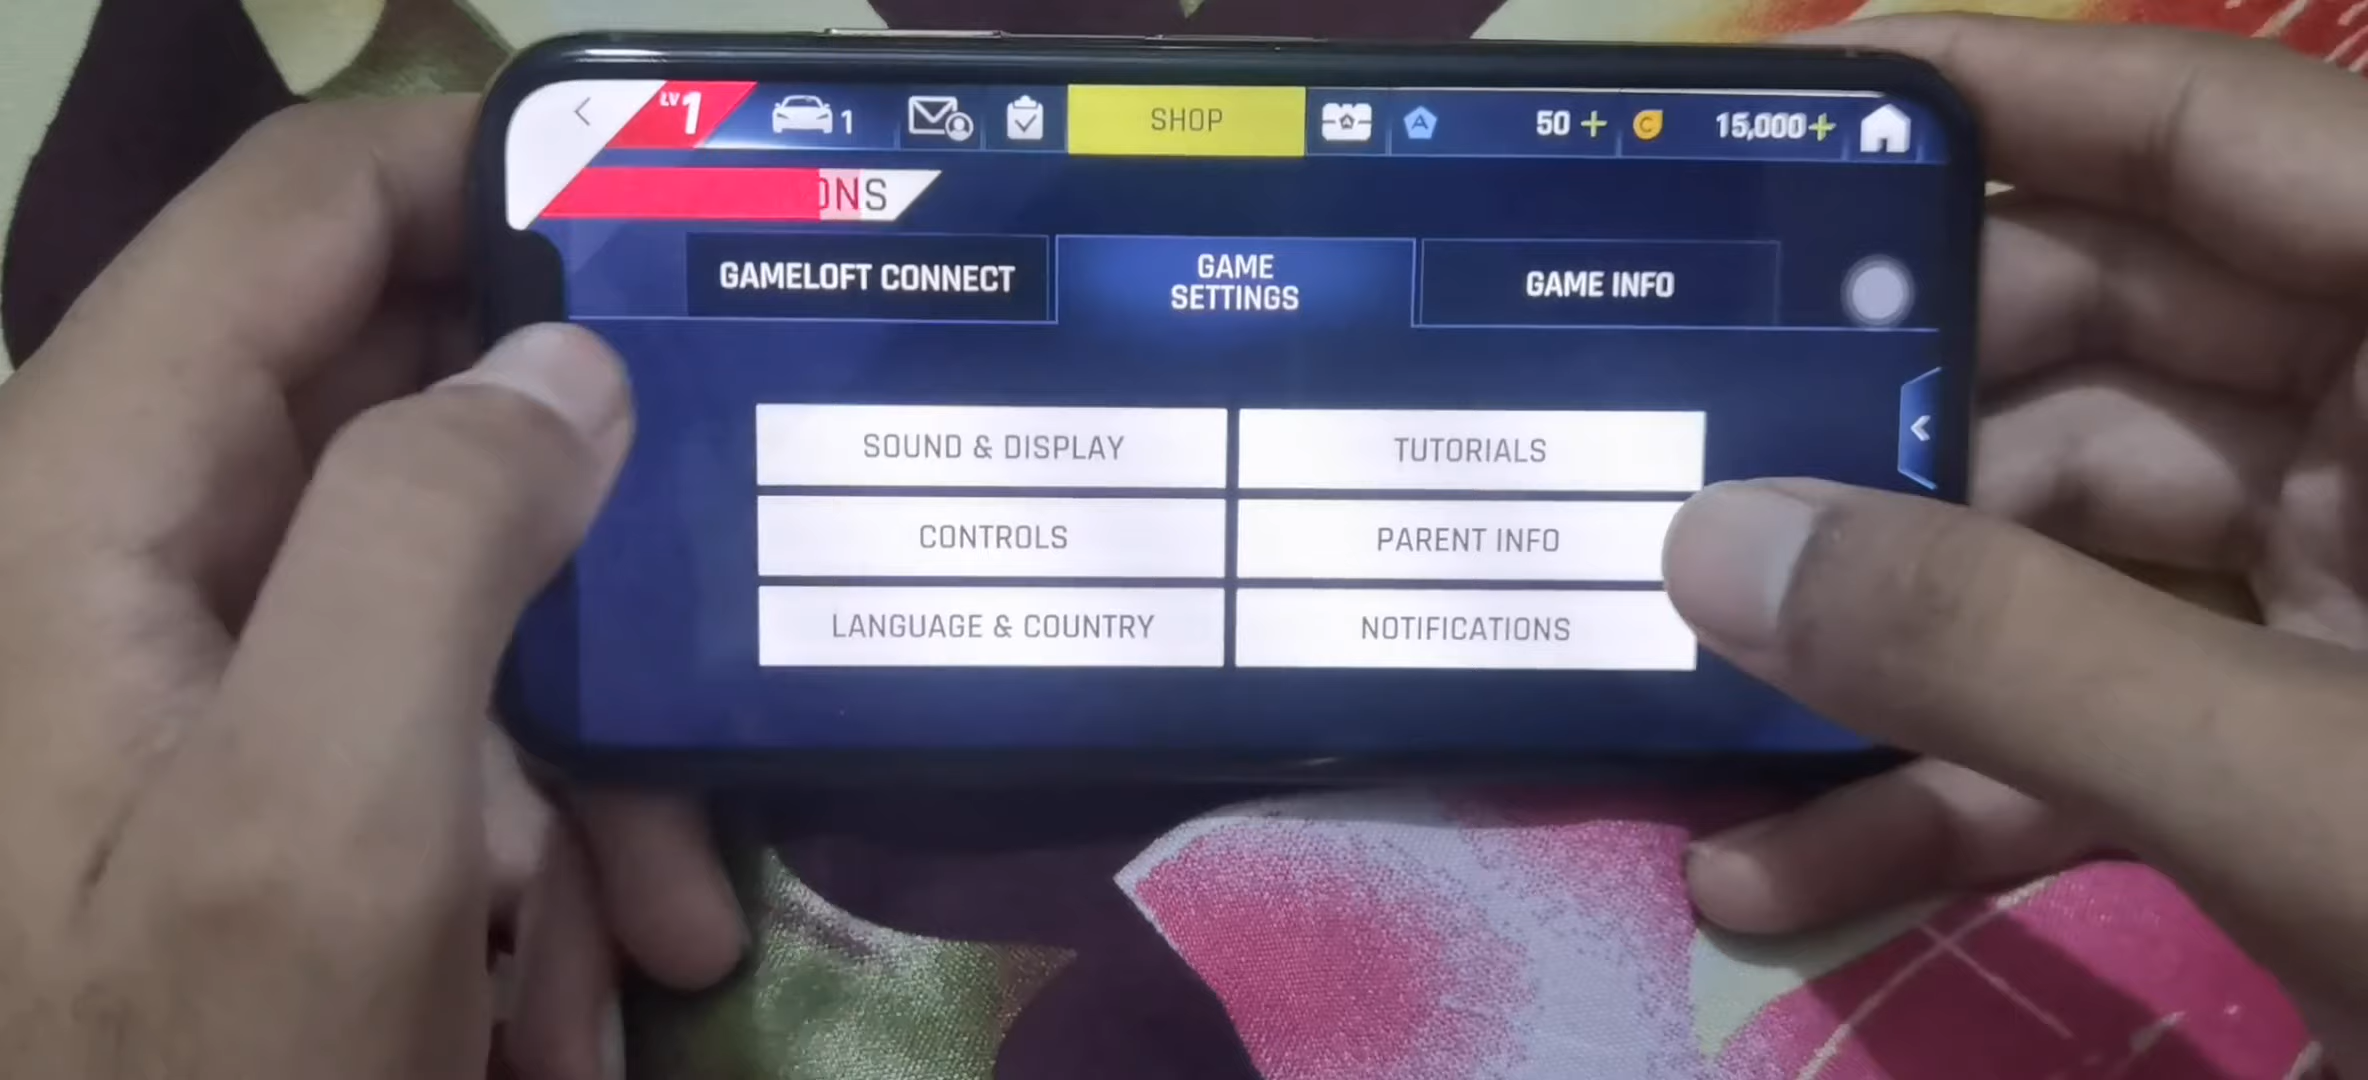 LV 1
1
SHOP
50 +
15,000+
ONS
GAMELOFT CONNECT
GAME
SETTINGS
GAME INFO
SOUND & DISPLAY
TUTORIALS
CONTROLS
PARENT INFO
LANGUAGE & COUNTRY
NOTIFICATIONS